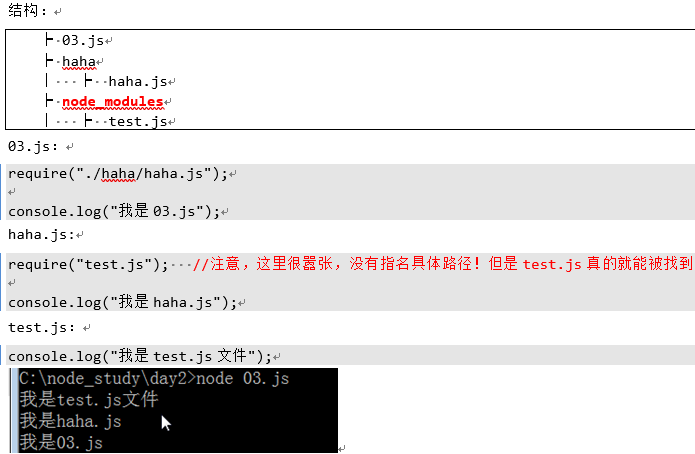 结构：
├ 03.js
├ haha
│ ├ haha.js
├ node_modules
│ ├ test.js
03.js：
require("./haha/haha.js");
console.log("我是 03.js");
haha.js:
require("test.js"); //注意，这里很嚣张，没有指名具体路径！但是 test.js 真的就能被找到
console.log("我是 haha.js");
test.js：
console.log("我是 test.js 文件");
C:\node_study\day2>node 03.js
我是test.js文件
我是haha.js
我是03.js